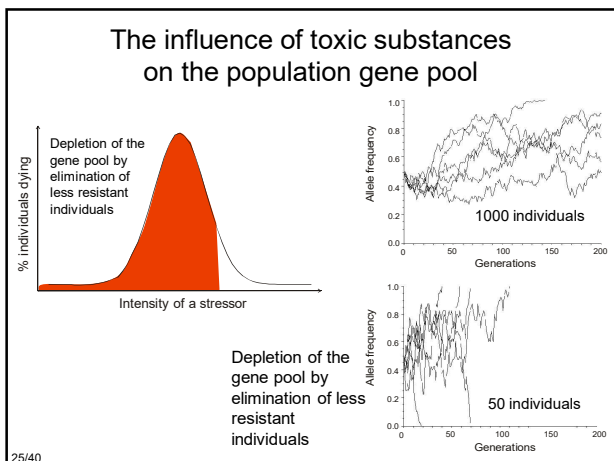 The influence of toxic substances
on the population gene pool
Depletion of the
gene pool by
elimination of
less resistant
individuals
% individuals dying
Intensity of a stressor
Allele frequency
1.0
0.8
0.6
0.4
0.2
0.0
1000 individuals
0
50
100
150
200
Generations
Depletion of the
gene pool by
elimination of less
resistant
individuals
Allele frequency
1.0
0.8
0.6
0.4
0.2
0.0
50 individuals
0
50
100
150
200
Generations
25/40